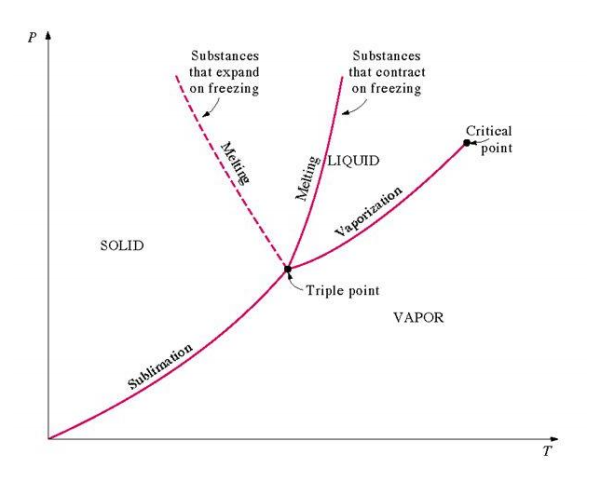 P
Substances
that expand
on freezing
Substances
that contract
on freezing
Critical
point
Melting
Melting
LIQUID
Vaporization
SOLID
Triple point
VAPOR
Sublimation
T